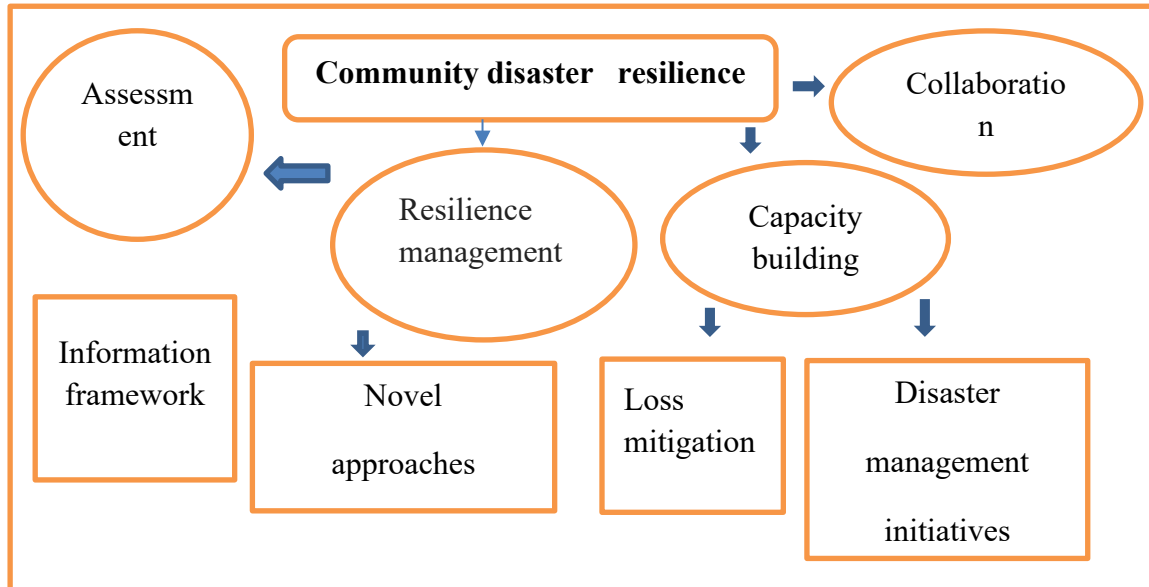 Community disaster resilience
Assessm
ent
Collaboratio
n
Resilience
management
Capacity
building
Information
framework
Novel
approaches
Loss
mitigation
Disaster
management
initiatives